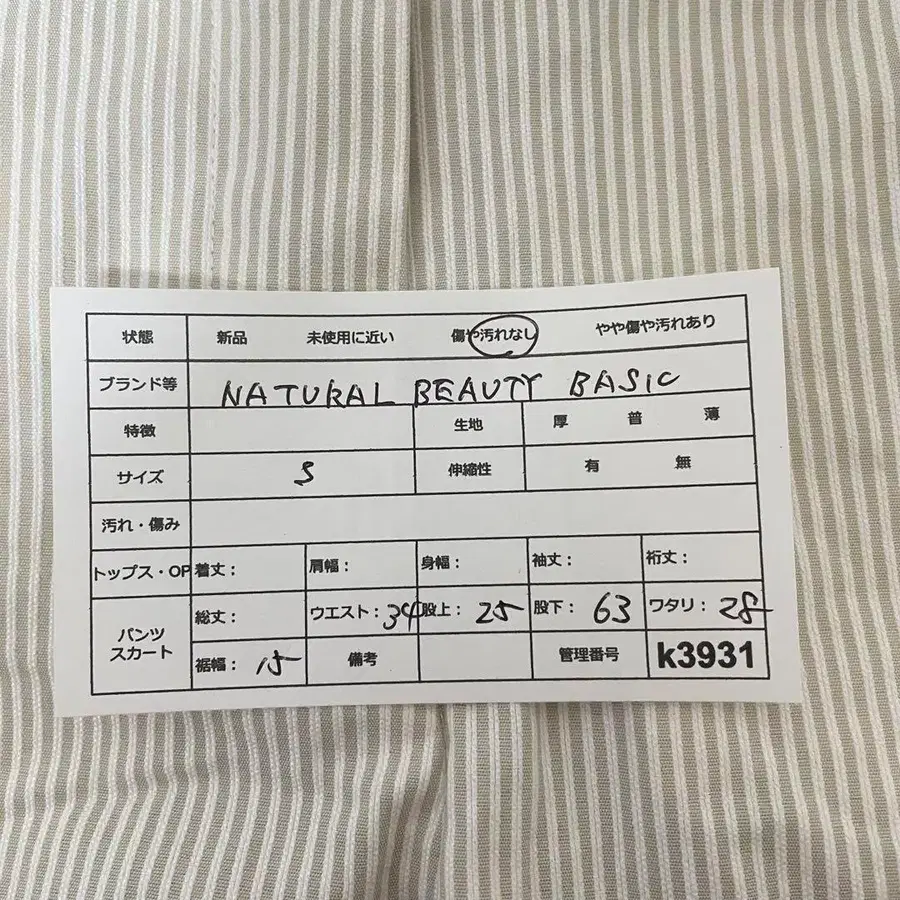 状態 新品 未使用に近い 傷や汚れなし やや傷や汚れあり
ブランド等 NATURAL BEAUTY BASIC
特徴 生地 厚 普 薄
サイズ S 伸縮性 有 無
汚れ・傷み
トップス・OP 着丈： 肩幅： 身幅： 袖丈： 裄丈：
パンツ
スカート
総丈： ウエスト：34 股上：25 股下：63 ワタリ：28
裾幅：15 備考 管理番号 k3931